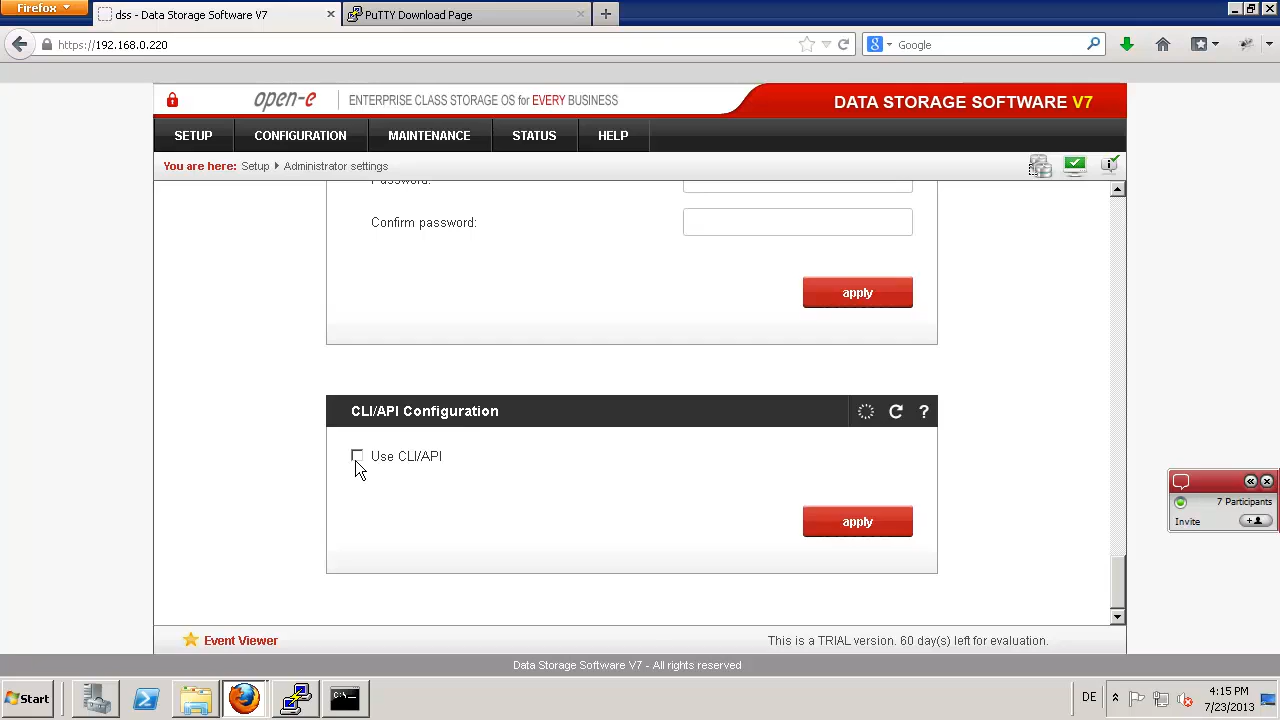 Firefox
dss - Data Storage Software V7
PuTTY Download Page
https://192.168.0.220
Google
open-e
ENTERPRISE CLASS STORAGE OS for EVERY BUSINESS
DATA STORAGE SOFTWARE V7
SETUP
CONFIGURATION
MAINTENANCE
STATUS
HELP
You are here: Setup Administrator settings
Password:
Confirm password:
apply
CLI/API Configuration
?
Use CLI/API
apply
7 Participants
Invite
Event Viewer
This is a TRIAL version. 60 day(s) left for evaluation.
Data Storage Software V7 - All rights reserved
Start
DE
4:15 PM
7/23/2013